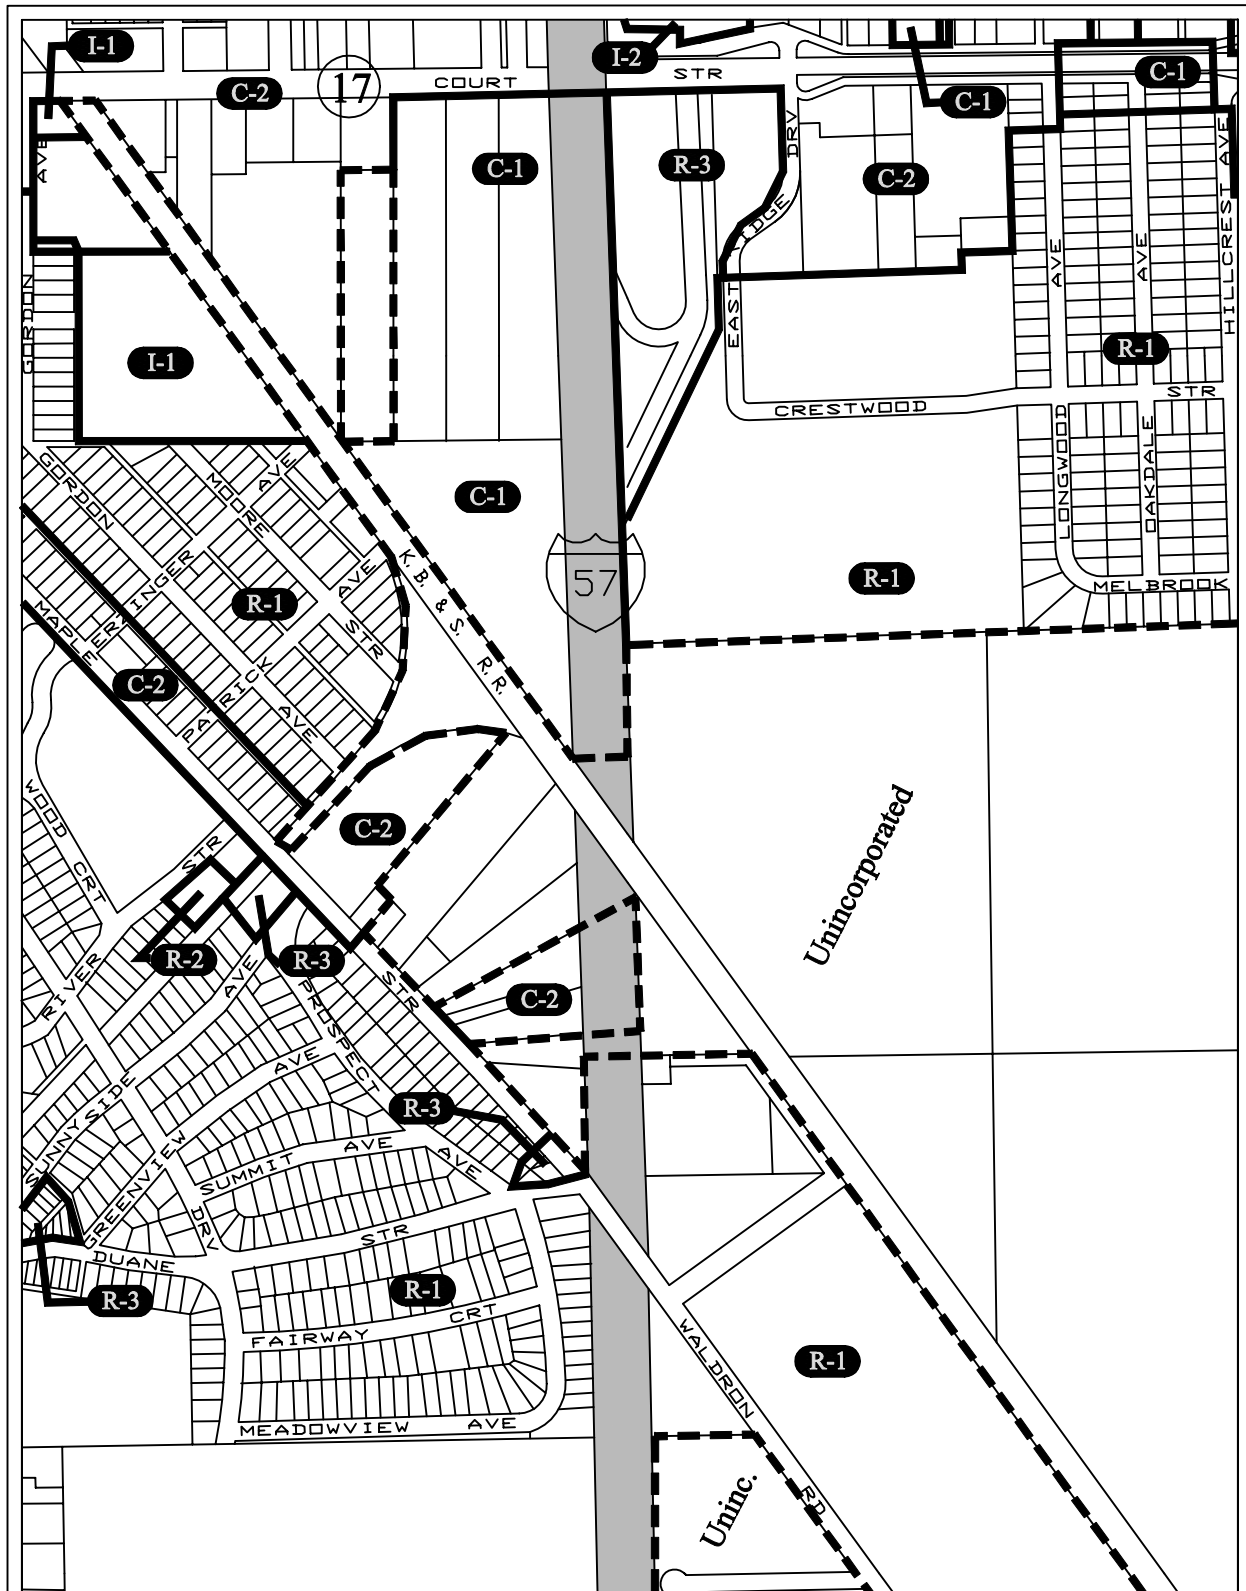 I-1
C-2
17
COURT
STR
I-2
C-1
C-1
AVE
C-1
R-3
DRV
C-2
EAST
RIDGE
AVE
AVE
HILLCREST AVE
GORDON
I-1
R-1
CRESTWOOD
STR
LONGWOOD
OAKDALE
GORDON
MOORE
AVE
C-1
K. B. & S. R. R.
57
R-1
MELBROOK
R-1
AVE
STR
MAPLE
ERZINGER
C-2
PATRICK
AVE
WOOD CRT
STR
C-2
Unincorporated
R-2
R-3
RIVER
AVE
PROSPECT
STR
C-2
SUNNYSIDE
AVE
R-3
GREENVIEW
SUMMIT
AVE
AVE
DRV
STR
DUANE
R-3
R-1
FAIRWAY
CRT
MEADOWVIEW
AVE
WALDRON
RD
R-1
Uninc.